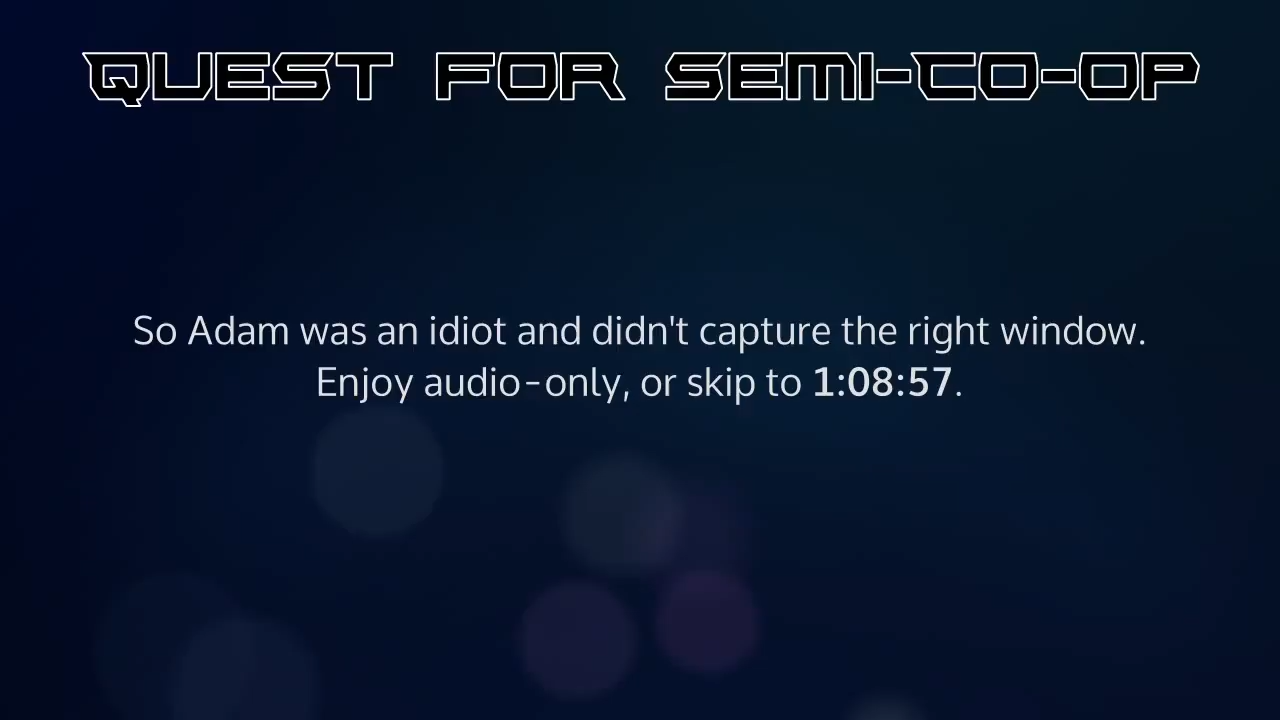 QUEST FOR SEMI-CO-OP
So Adam was an idiot and didn't capture the right window.
Enjoy audio-only, or skip to 1:08:57.